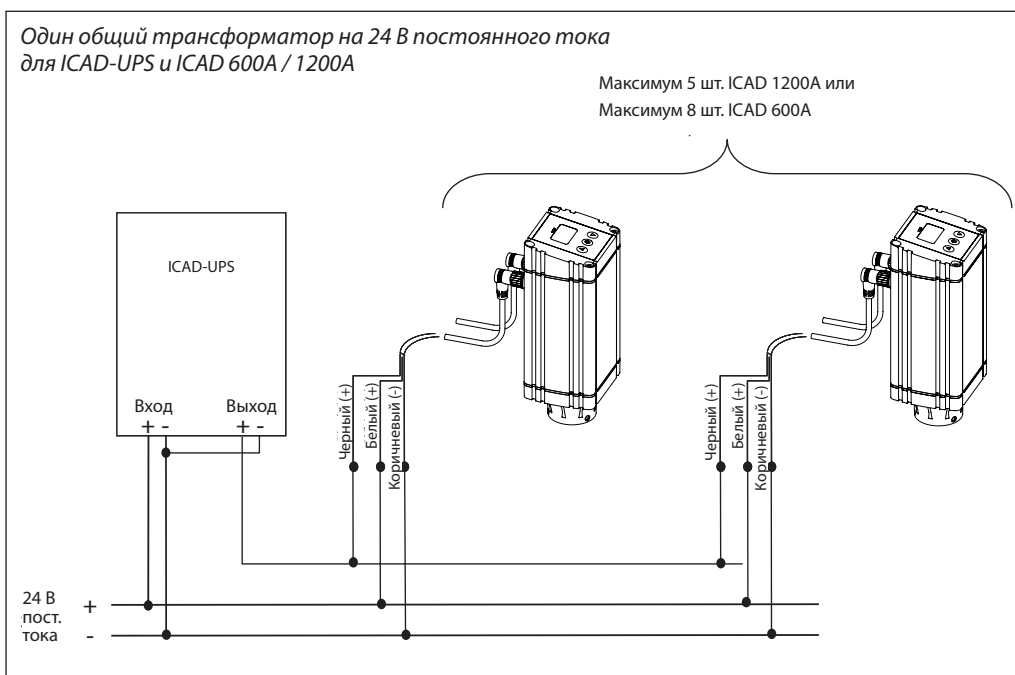 Один общий трансформатор на 24 В постоянного тока
для ICAD-UPS и ICAD 600A / 1200A
Максимум 5 шт. ICAD 1200A или
Максимум 8 шт. ICAD 600A
ICAD-UPS
Вход
Выход
+ -
+ -
Черный (+)
Белый (+)
Коричневый (-)
Черный (+)
Белый (+)
Коричневый (-)
24 В
пост.
тока
+
-